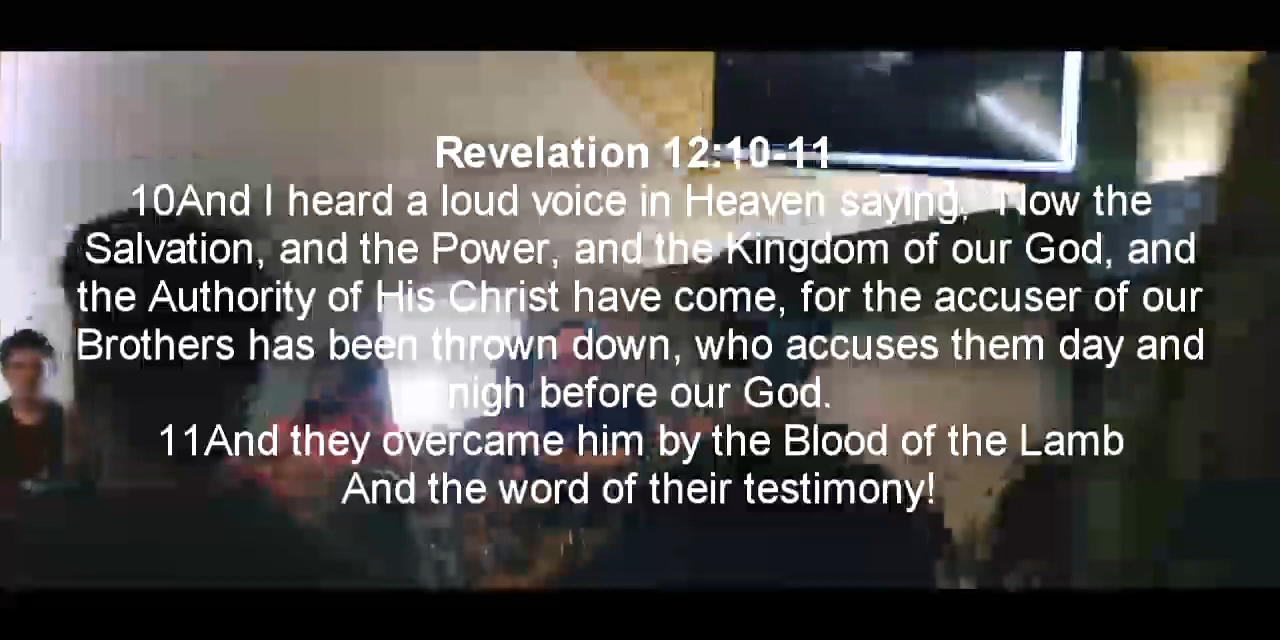 Revelation 12:10-11
10And I heard a loud voice in Heaven saying, "Now the
Salvation, and the Power, and the Kingdom of our God, and
the Authority of His Christ have come, for the accuser of our
Brothers has been thrown down, who accuses them day and
nigh before our God.
11And they overcame him by the Blood of the Lamb
And the word of their testimony!